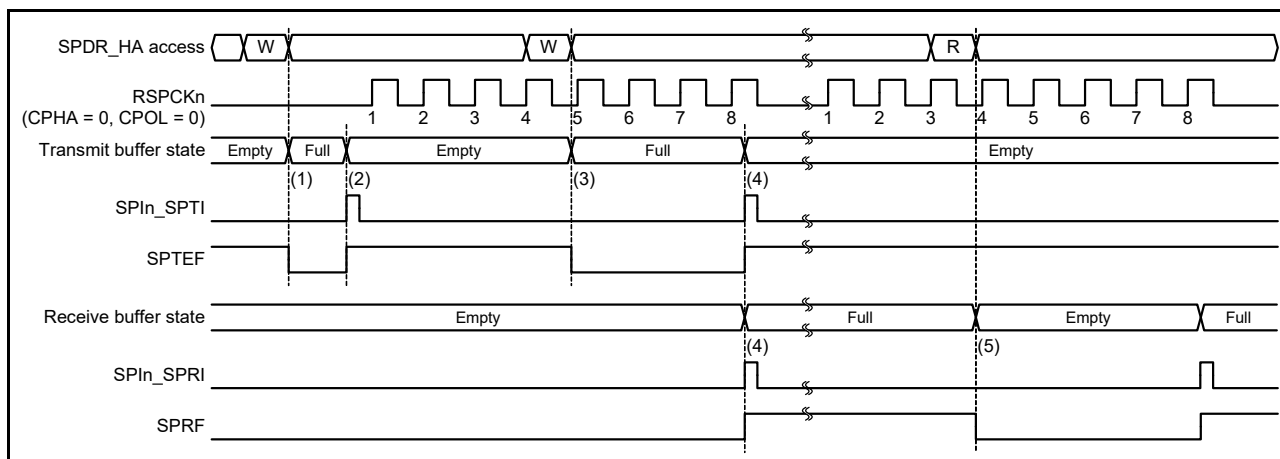 SPDR_HA access W W R
RSPCKn
(CPHA = 0, CPOL = 0) 1 2 3 4 5 6 7 8 1 2 3 4 5 6 7 8
Transmit buffer state Empty Full Empty Full Empty
(1) (2) (3) (4)
SPIn_SPTI
SPTEF
Receive buffer state Empty Full Empty Full
(4) (5)
SPIn_SPRI
SPRF